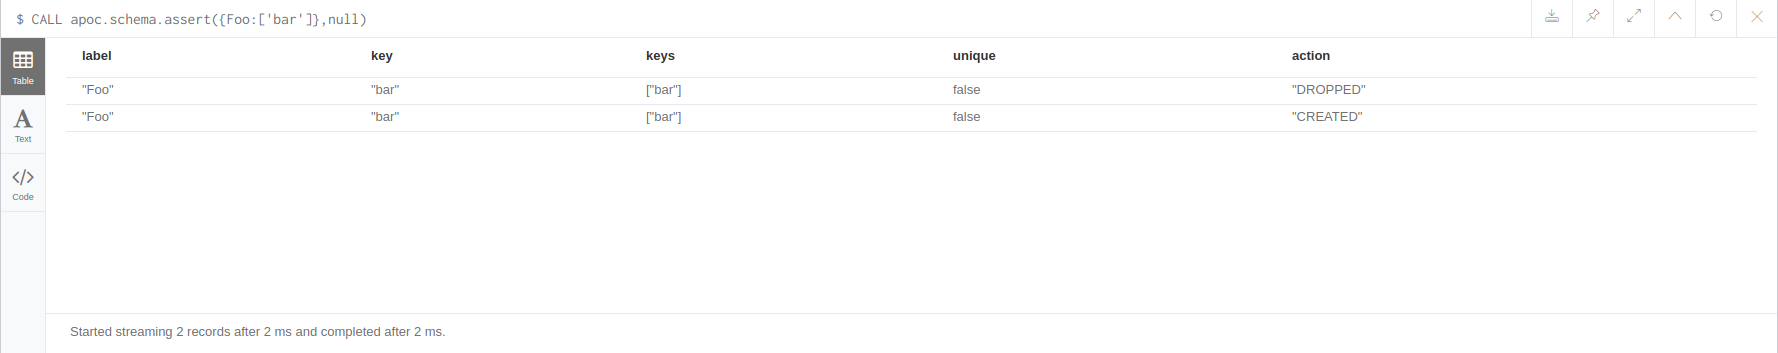 $ CALL apoc.schema.assert({Foo:['bar']},null)
label key keys unique action
Table
"Foo" "bar" ["bar"] false "DROPPED"
"Foo" "bar" ["bar"] false "CREATED"
A
Text
</>
Code
Started streaming 2 records after 2 ms and completed after 2 ms.